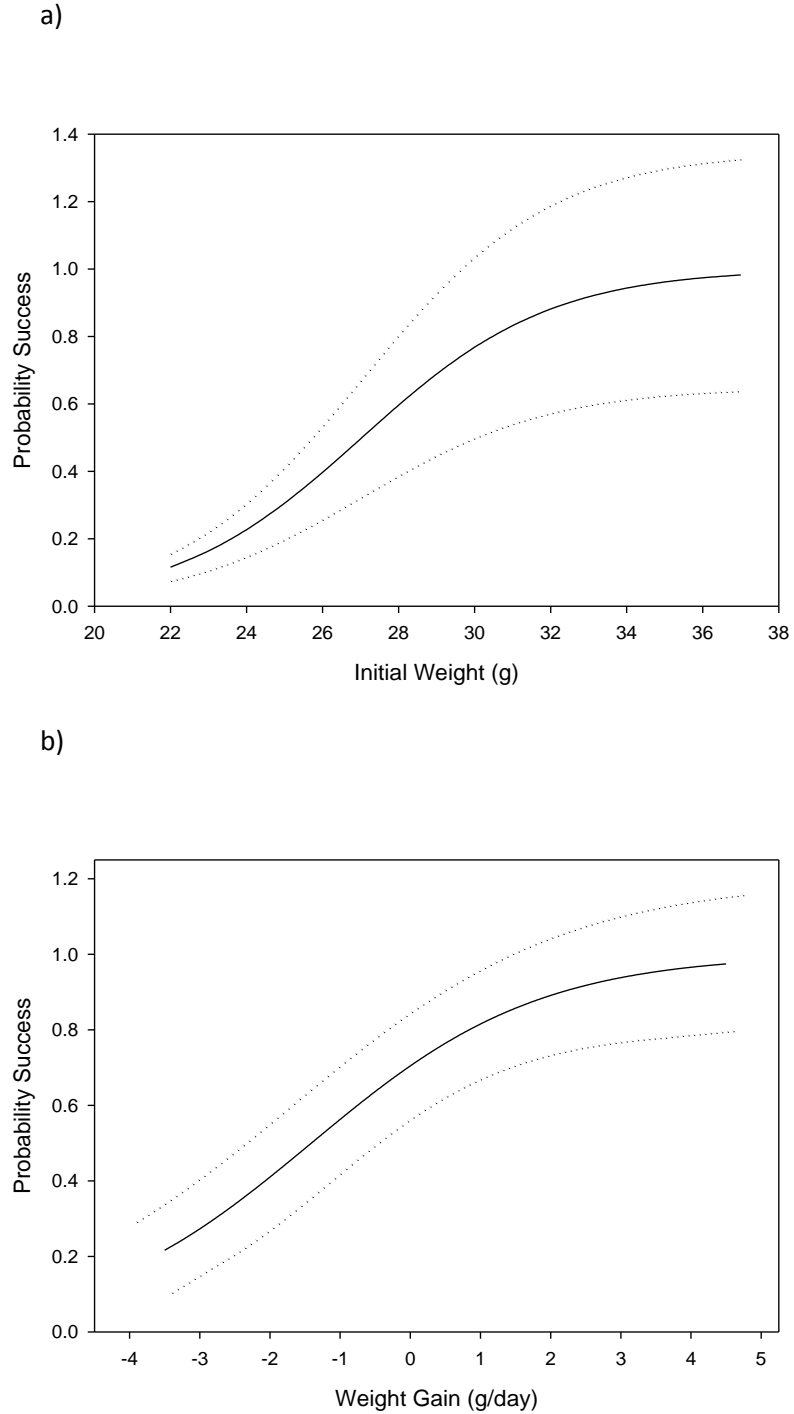 a)
1.4
1.2
1.0
0.8
0.6
0.4
0.2
0.0
Probability Success
20 22 24 26 28 30 32 34 36 38
Initial Weight (g)
b)
1.2
1.0
0.8
0.6
0.4
0.2
0.0
Probability Success
-4 -3 -2 -1 0 1 2 3 4 5
Weight Gain (g/day)